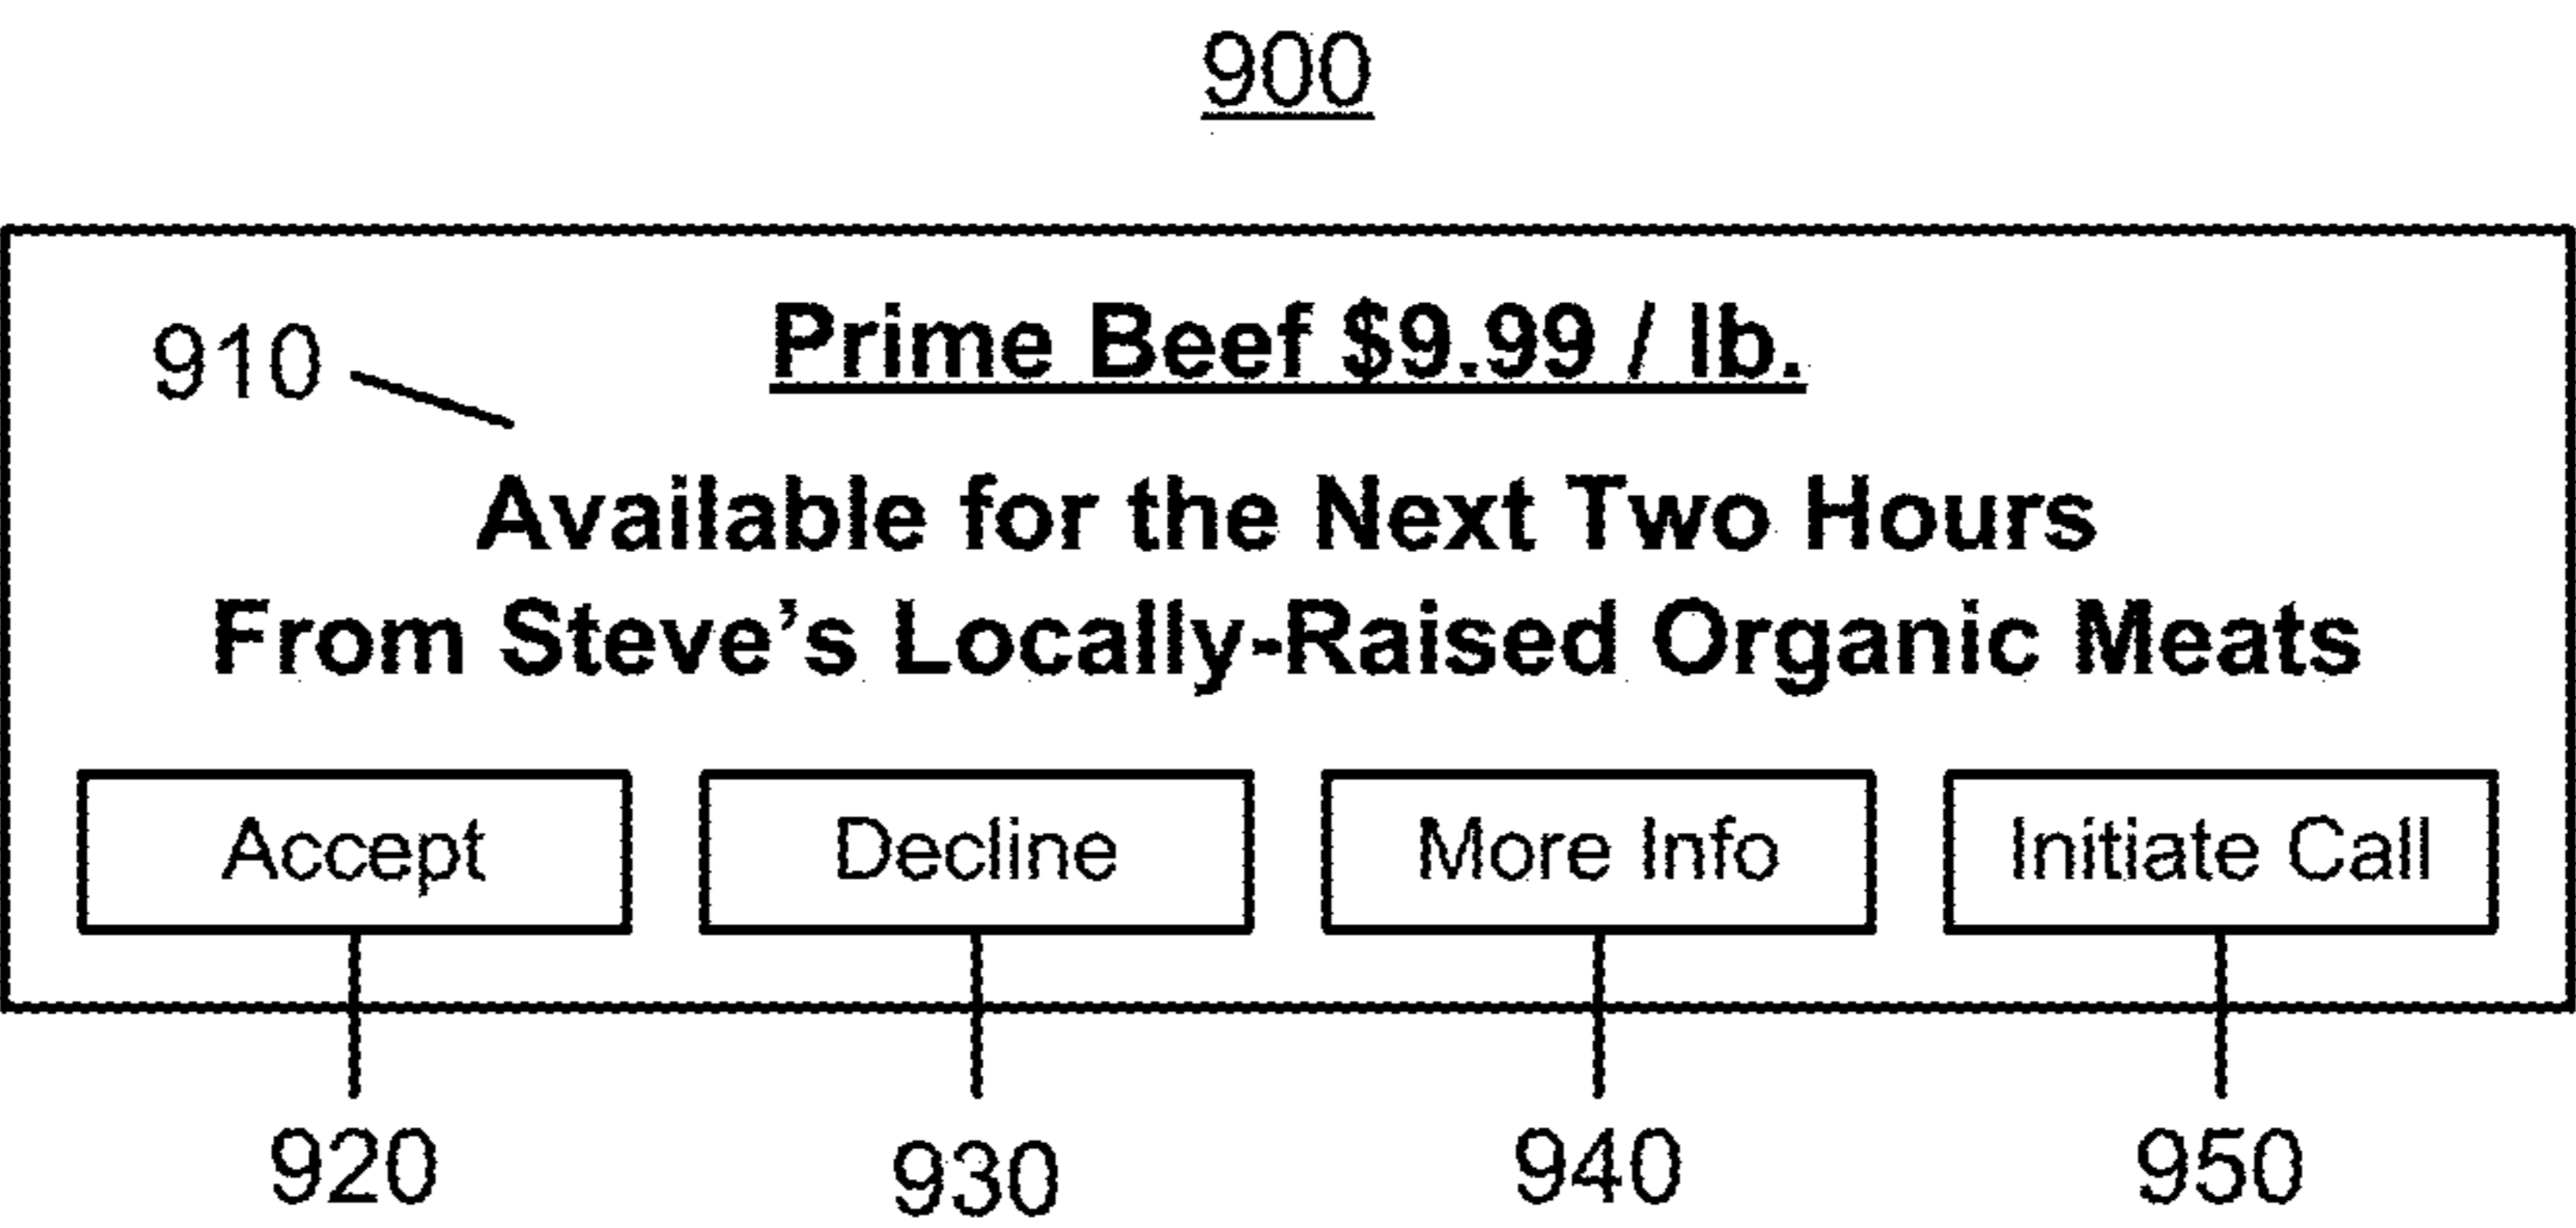 900
Prime Beef $9.99 / lb.
910
Available for the Next Two Hours
From Steve’s Locally-Raised Organic Meats
Accept Decline More Info Initiate Call
920 930 940 950